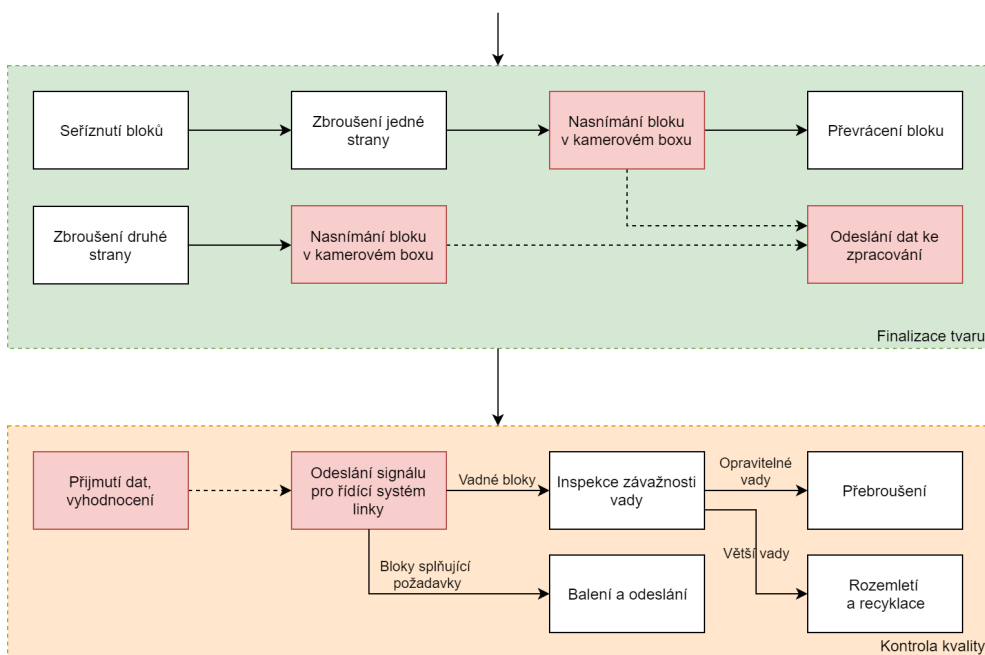 Seříznutí bloků
Zbroušení jedné
strany
Nasnímání bloku
v kamerovém boxu
Převrácení bloku
Zbroušení druhé
strany
Nasnímání bloku
v kamerovém boxu
Odeslání dat ke
zpracování
Finalizace tvaru
Přijmutí dat,
vyhodnocení
Odeslání signálu
pro řídící systém
linky
Vadné bloky
Inspekce závažnosti
vady
Opravitelné
vady
Přebroušení
Bloky splňující
požadavky
Balení a odeslání
Větší vady
Rozemletí
a recyklace
Kontrola kvality